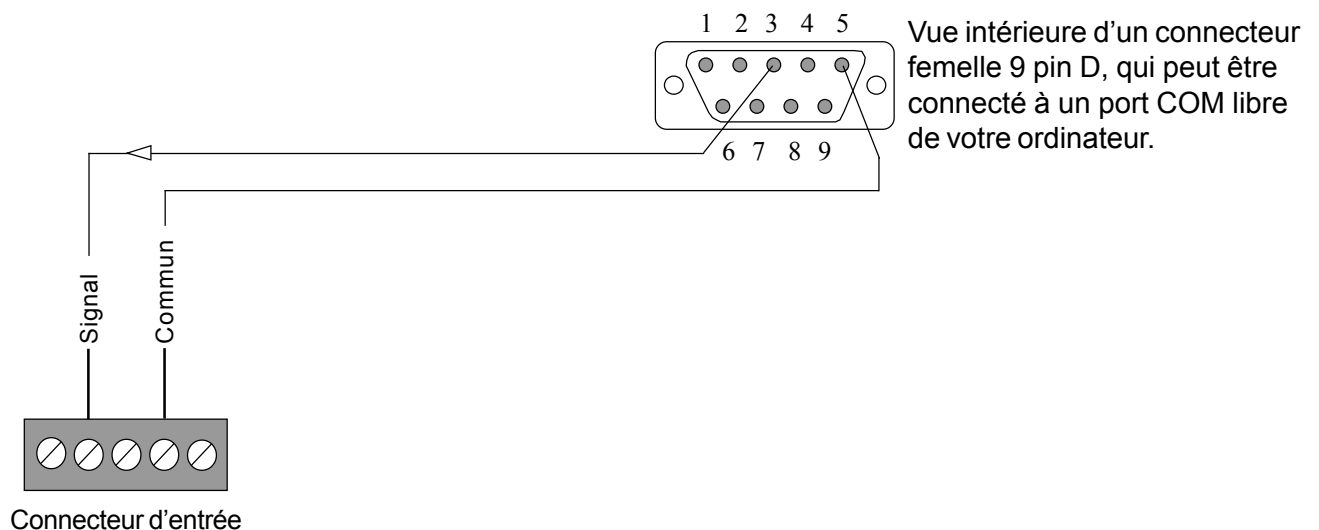 1 2 3 4 5
Vue intérieure d’un connecteur
femelle 9 pin D, qui peut être
connecté à un port COM libre
de votre ordinateur.
6 7 8 9
Signal
Commun
Connecteur d’entrée